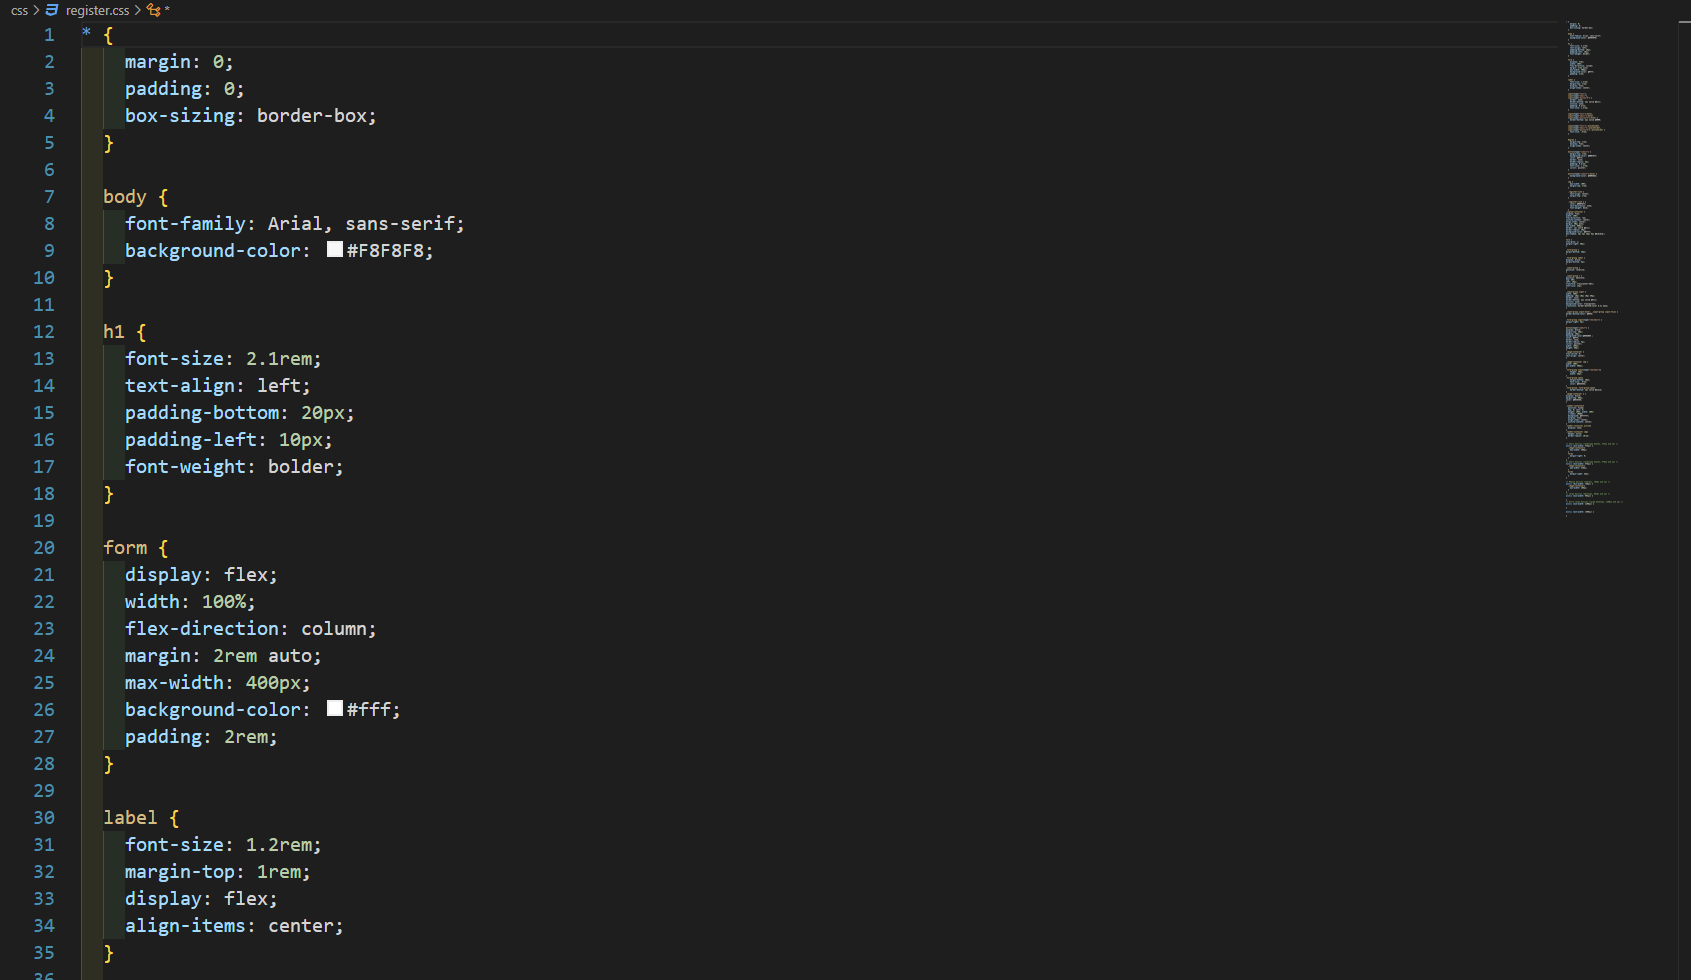 css > register.css > *
1 * {
2 margin: 0;
3 padding: 0;
4 box-sizing: border-box;
5 }
6
7 body {
8 font-family: Arial, sans-serif;
9 background-color: #F8F8F8;
10 }
11
12 h1 {
13 font-size: 2.1rem;
14 text-align: left;
15 padding-bottom: 20px;
16 padding-left: 10px;
17 font-weight: bolder;
18 }
19
20 form {
21 display: flex;
22 width: 100%;
23 flex-direction: column;
24 margin: 2rem auto;
25 max-width: 400px;
26 background-color: #fff;
27 padding: 2rem;
28 }
29
30 label {
31 font-size: 1.2rem;
32 margin-top: 1rem;
33 display: flex;
34 align-items: center;
35 }
36